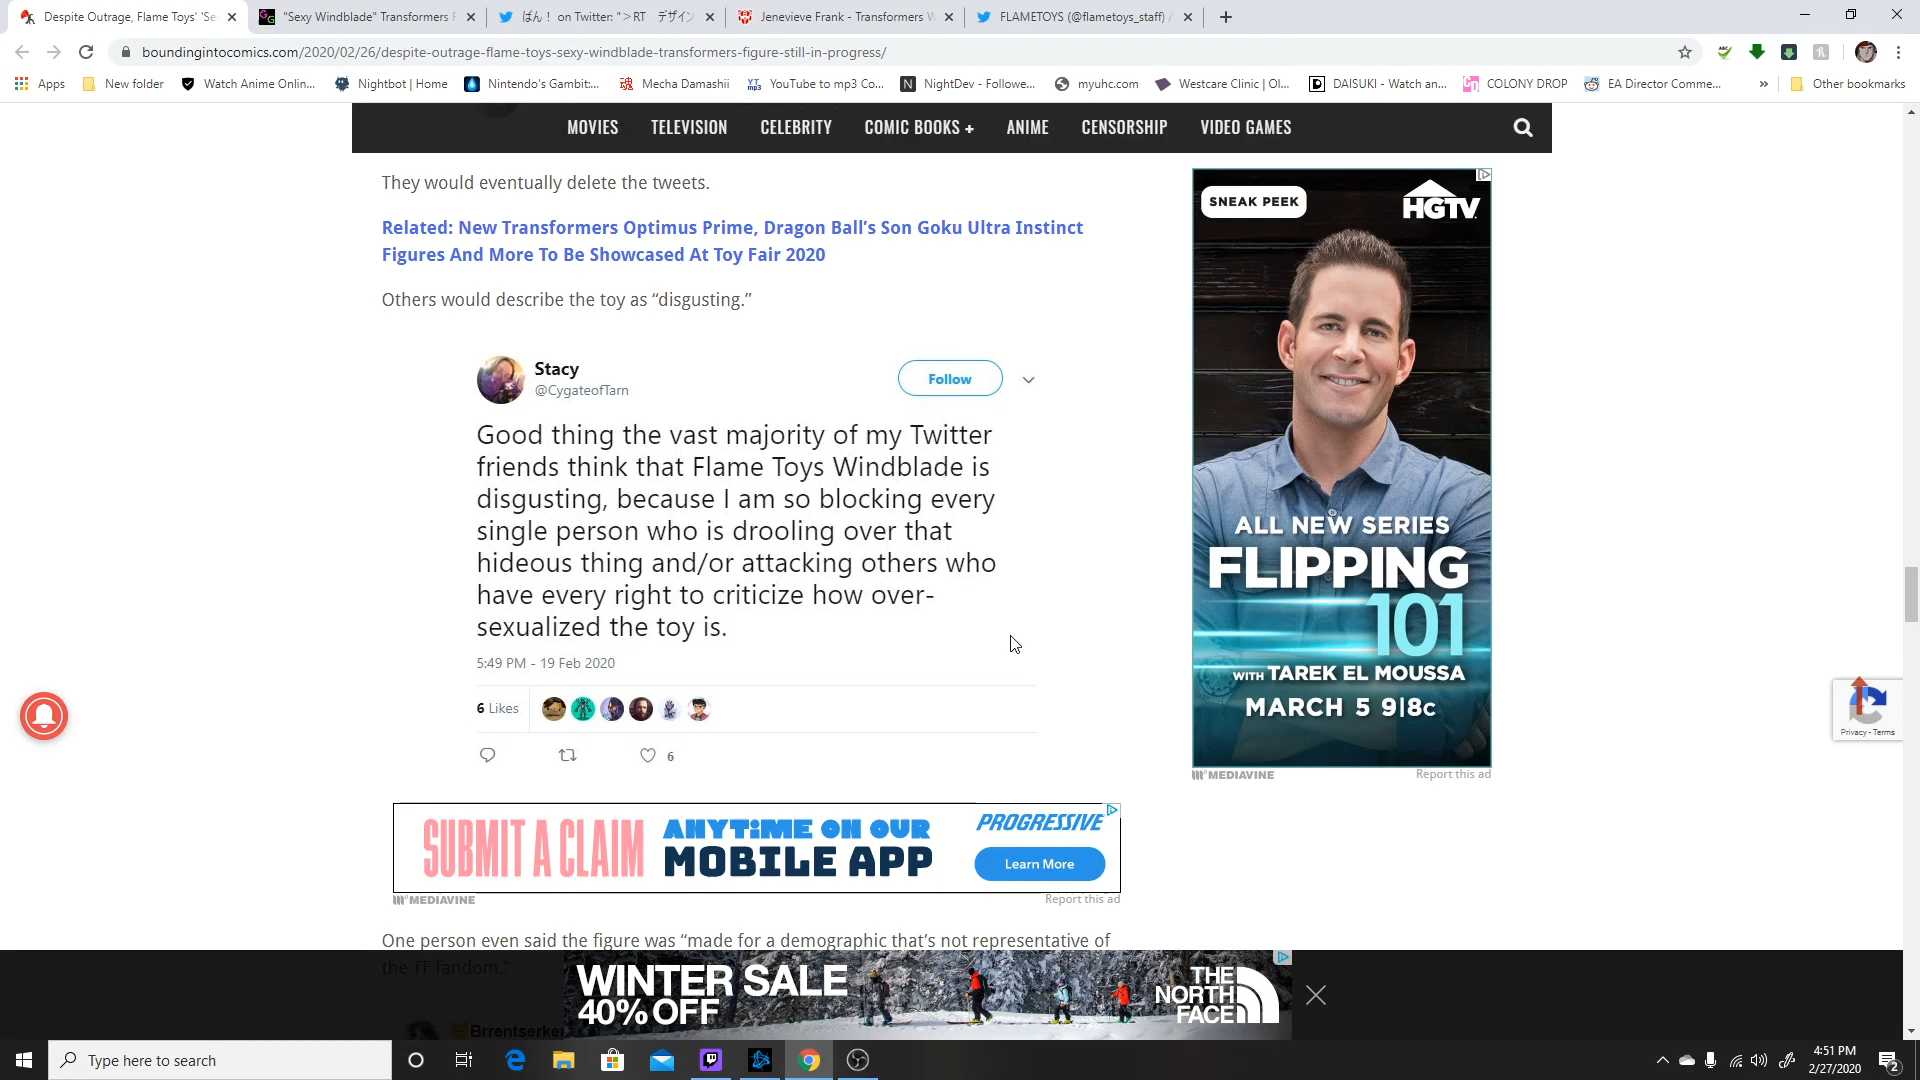 Despite Outrage, Flame Toys' 'Se
"Sexy Windblade" Transformers F
ばん！ on Twitter: "＞RT　デザイン
Jenevieve Frank - Transformers W
FLAMETOYS (@flametoys_staff) /
boundingintocomics.com/2020/02/26/despite-outrage-flame-toys-sexy-windblade-transformers-figure-still-in-progress/
Apps
New folder
Watch Anime Onlin...
Nightbot | Home
Nintendo's Gambit:...
Mecha Damashii
YouTube to mp3 Co...
NightDev - Followe...
myuhc.com
Westcare Clinic | Ol...
DAISUKI - Watch an...
COLONY DROP
EA Director Comme...
»
Other bookmarks
MOVIES TELEVISION CELEBRITY COMIC BOOKS + ANIME CENSORSHIP VIDEO GAMES
They would eventually delete the tweets.
Related: New Transformers Optimus Prime, Dragon Ball’s Son Goku Ultra Instinct
Figures And More To Be Showcased At Toy Fair 2020
Others would describe the toy as “disgusting.”
Stacy
@CygateofTarn
Follow
Good thing the vast majority of my Twitter
friends think that Flame Toys Windblade is
disgusting, because I am so blocking every
single person who is drooling over that
hideous thing and/or attacking others who
have every right to criticize how over-
sexualized the toy is.
5:49 PM - 19 Feb 2020
6 Likes
6
SNEAK PEEK
HGTV
ALL NEW SERIES
FLIPPING
101
WITH TAREK EL MOUSSA
MARCH 5 9|8c
MEDIAVINE
Report this ad
Privacy - Terms
SUBMIT A CLAIM
ANYTIME ON OUR
MOBILE APP
PROGRESSIVE
Learn More
MEDIAVINE
Report this ad
One person even said the figure was “made for a demographic that’s not representative of
the TF fandom.”
WINTER SALE
40% OFF
THE
NORTH
FACE
Brrentserker
Type here to search
4:51 PM
2/27/2020
2